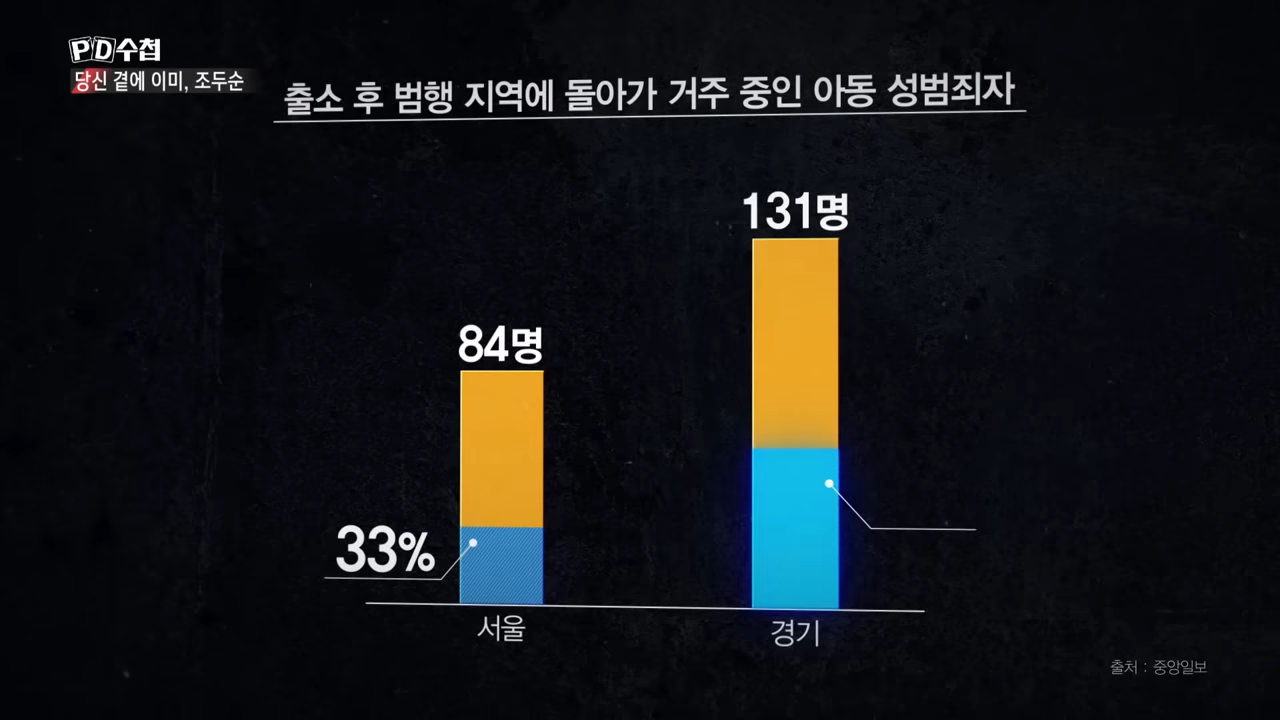 PD수첩
당신 곁에 이미, 조두순
출소 후 범행 지역에 돌아가 거주 중인 아동 성범죄자
131명
84명
33%
서울
경기
출처 : 중앙일보